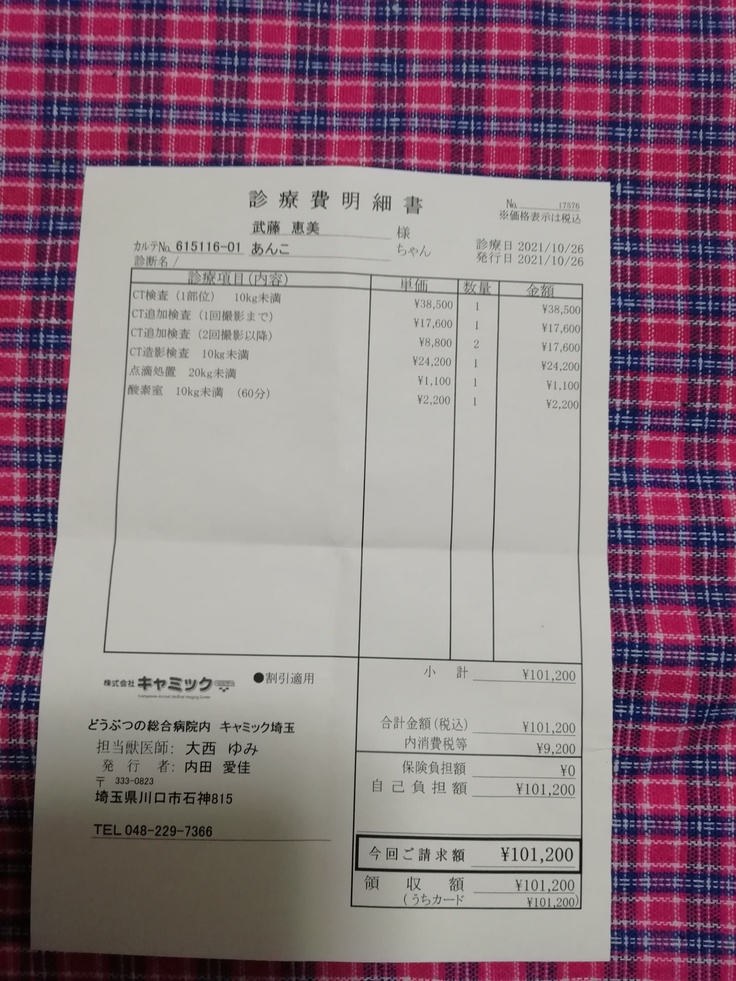 診療費明細書
No. 17576
※価格表示は税込
武藤 恵美 様
カルテNo. 615116-01 あんこ ちゃん
診療日 2021/10/26
診断名 /
発行日 2021/10/26
診療項目(内容) 単価 数量 金額
CT検査(1部位) 10kg未満 ¥38,500 1 ¥38,500
CT追加検査(1回撮影まで) ¥17,600 1 ¥17,600
CT追加検査(2回撮影以降) ¥8,800 2 ¥17,600
CT造影検査 10kg未満 ¥24,200 1 ¥24,200
点滴処置 20kg未満 ¥1,100 1 ¥1,100
酸素室 10kg未満 (60分) ¥2,200 1 ¥2,200
小計 ¥101,200
株式会社 キャミック
●割引適用
どうぶつの総合病院内 キャミック埼玉
担当獣医師: 大西 ゆみ
発行者: 内田 愛佳
〒 333-0823
埼玉県川口市石神815
TEL 048-229-7366
合計金額(税込) ¥101,200
内消費税等 ¥9,200
保険負担額 ¥0
自己負担額 ¥101,200
今回ご請求額 ¥101,200
領収額 ¥101,200
(うちカード ¥101,200)